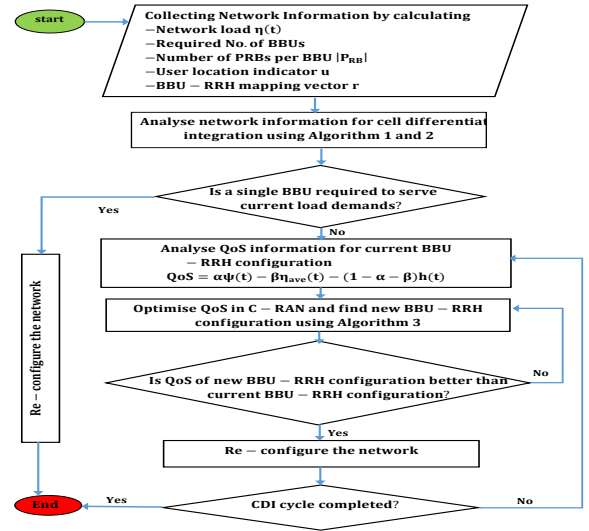 start
Collecting Network Information by calculating
−Network load η(t)
−Required No. of BBUs
−Number of PRBs per BBU |P_RB|
−User location indicator u
−BBU − RRH mapping vector r
Analyse network information for cell differentiat
integration using Algorithm 1 and 2
Is a single BBU required to serve
current load demands?
Yes
No
Analyse QoS information for current BBU
− RRH configuration
QoS = αψ(t) − βη_ave(t) − (1 − α − β)h(t)
Optimise QoS in C − RAN and find new BBU − RRH
configuration using Algorithm 3
Re − configure the network
Is QoS of new BBU − RRH configuration better than
current BBU − RRH configuration?
No
Yes
Re − configure the network
CDI cycle completed?
Yes
No
End